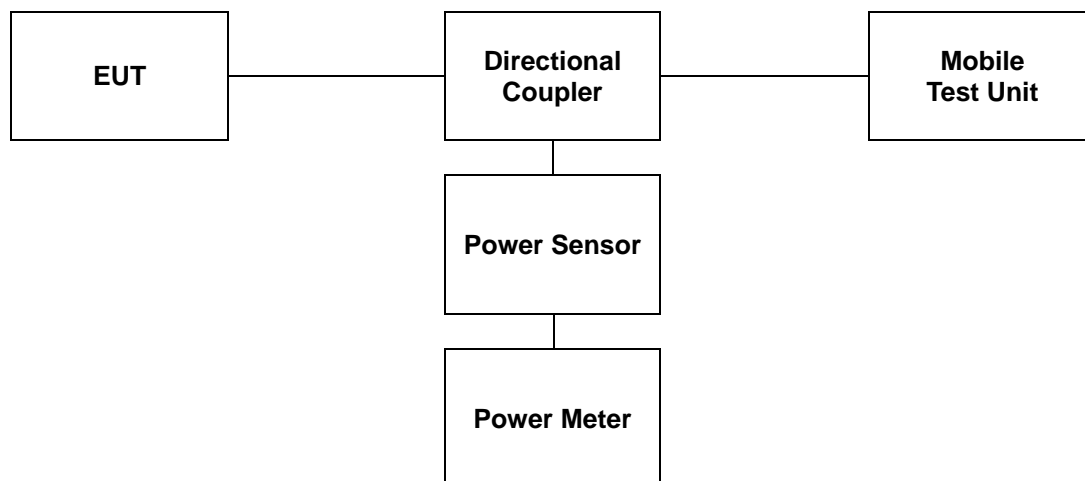 EUT
Directional
Coupler
Mobile
Test Unit
Power Sensor
Power Meter